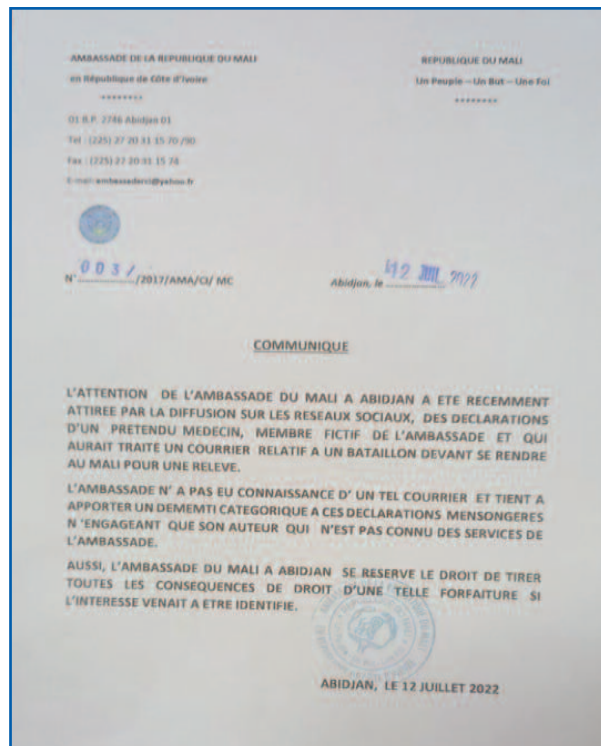 AMBASSADE DE LA REPUBLIQUE DU MALI
en République de Côte d'Ivoire
********
01 B.P. 2746 Abidjan 01
Tel : (225) 27 20 31 15 70 /90
Fax : (225) 27 20 31 15 74
E-mail:
REPUBLIQUE DU MALI
Un Peuple – Un But – Une Foi
********
N° 003/ /2017/AMA/CI/ MC
Abidjan, le 12 JUIL 2022
COMMUNIQUE
L'ATTENTION DE L'AMBASSADE DU MALI A ABIDJAN A ETE RECEMMENT
ATTIREE PAR LA DIFFUSION SUR LES RESEAUX SOCIAUX, DES DECLARATIONS
D'UN PRETENDU MEDECIN, MEMBRE FICTIF DE L'AMBASSADE ET QUI
AURAIT TRAITE UN COURRIER RELATIF A UN BATAILLON DEVANT SE RENDRE
AU MALI POUR UNE RELEVE.
L'AMBASSADE N' A PAS EU CONNAISSANCE D' UN TEL COURRIER ET TIENT A
APPORTER UN DEMEMTI CATEGORIQUE A CES DECLARATIONS MENSONGERES
N 'ENGAGEANT QUE SON AUTEUR QUI N'EST PAS CONNU DES SERVICES DE
L'AMBASSADE.
AUSSI, L'AMBASSADE DU MALI A ABIDJAN SE RESERVE LE DROIT DE TIRER
TOUTES LES CONSEQUENCES DE DROIT D'UNE TELLE FORFAITURE SI
L'INTERESSE VENAIT A ETRE IDENTIFIE.
ABIDJAN, LE 12 JUILLET 2022